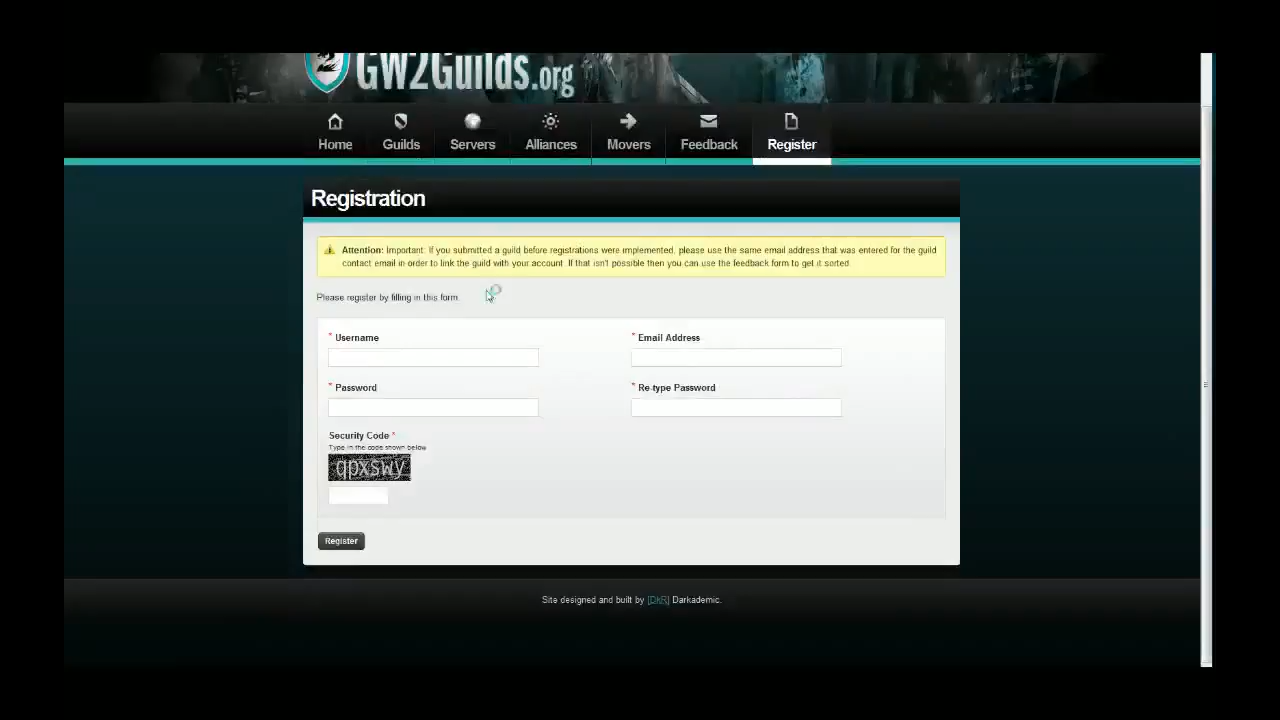 GW2Guilds.org
Home Guilds Servers Alliances Movers Feedback Register
Registration
Attention: Important: If you submitted a guild before registrations were implemented, please use the same email address that was entered for the guild
contact email in order to link the guild with your account. If that isn't possible then you can use the feedback form to get it sorted.
Please register by filling in this form.
* Username * Email Address
* Password * Re-type Password
Security Code *
Type in the code shown below
qpxswy
Register
Site designed and built by [DkR] Darkademic.